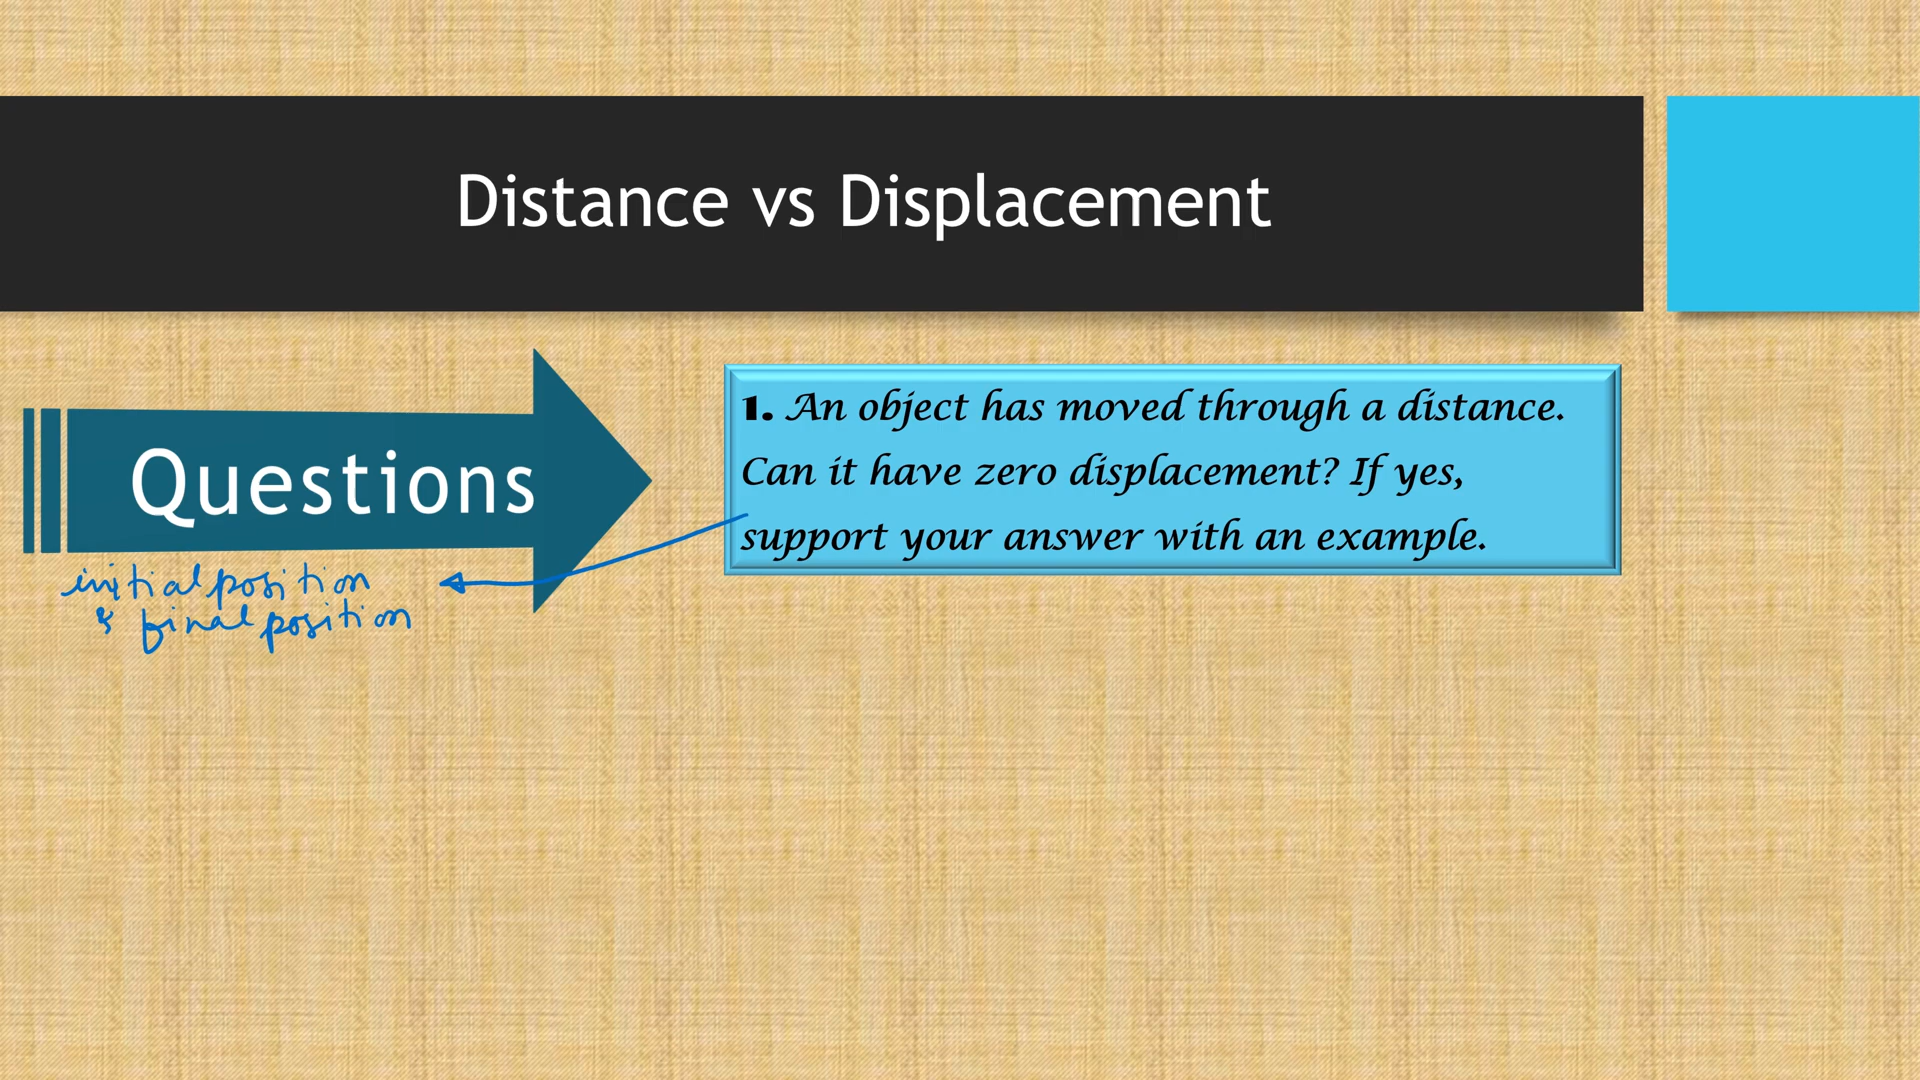 Distance vs Displacement
Questions
1. An object has moved through a distance.
Can it have zero displacement? If yes,
support your answer with an example.
initial position
& final position